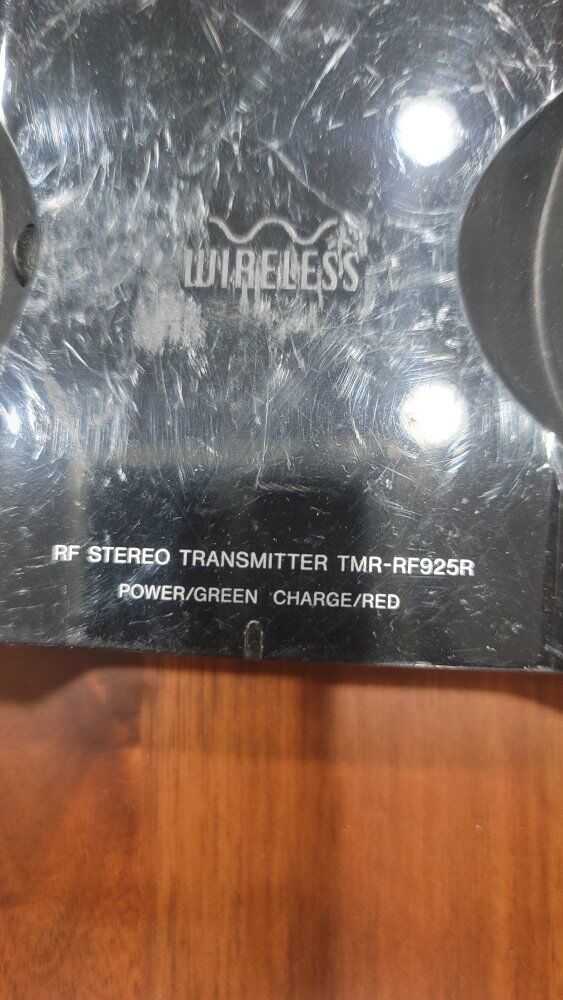 WIRELESS
RF STEREO TRANSMITTER TMR-RF925R
POWER/GREEN CHARGE/RED